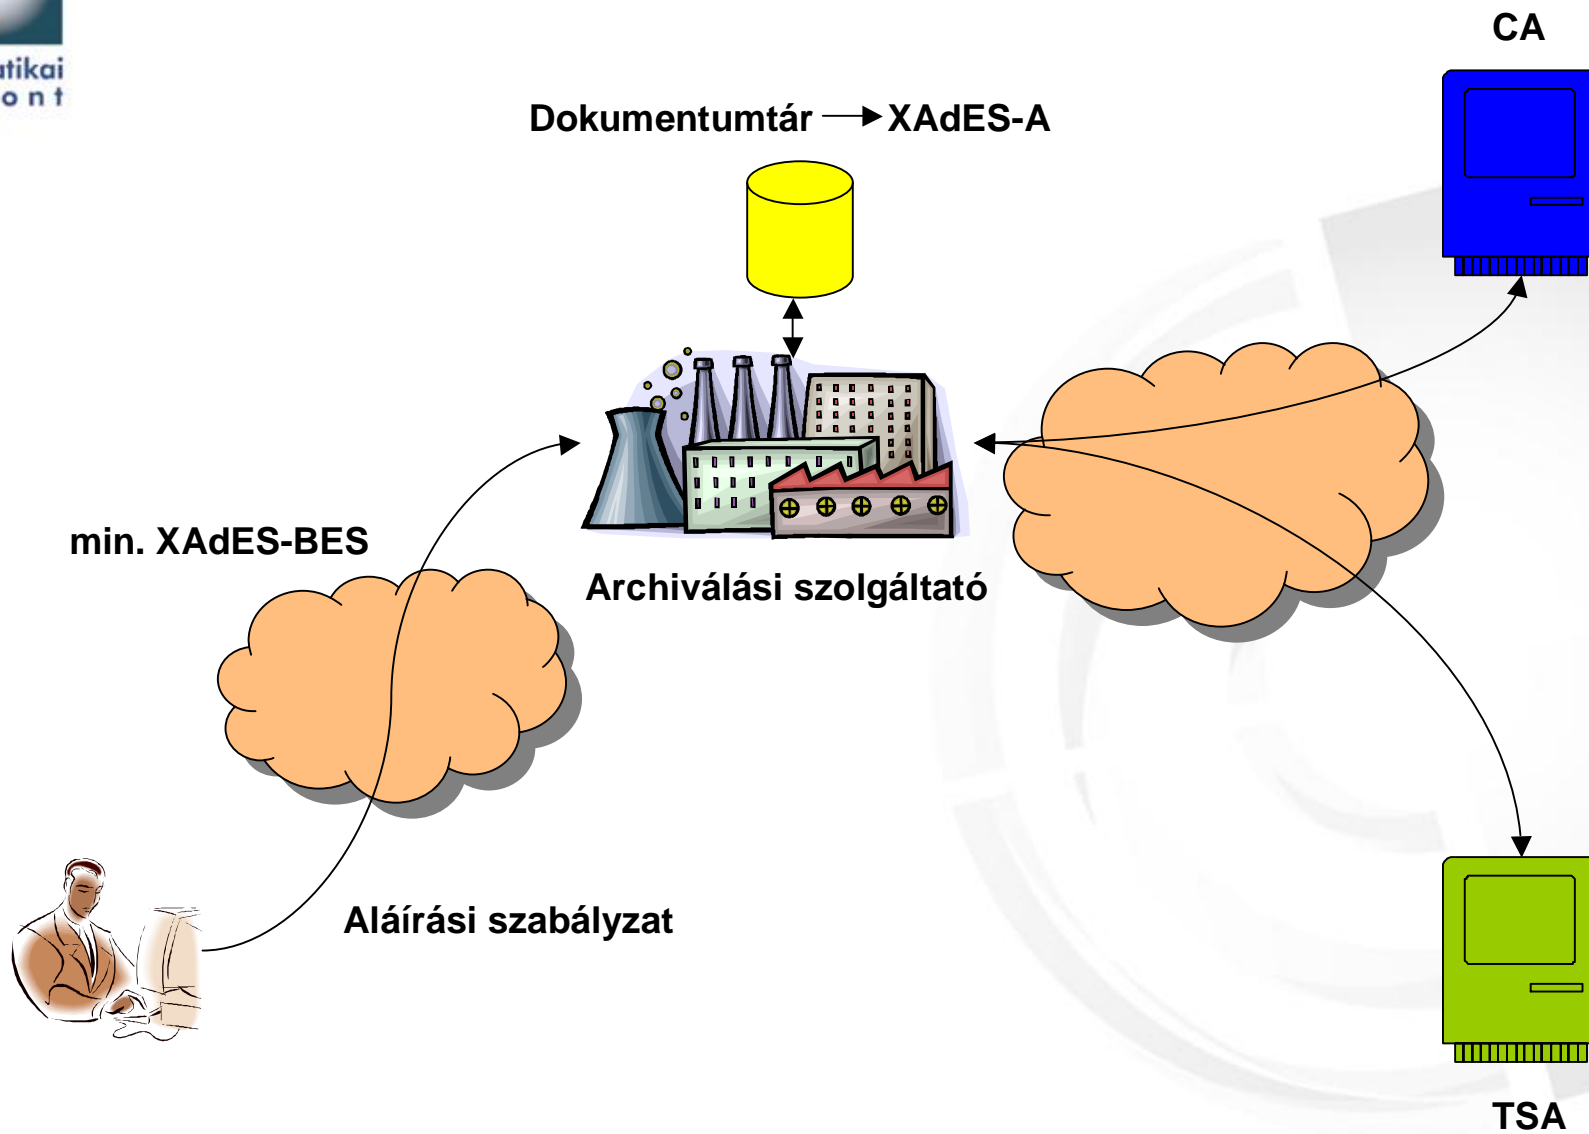 CA
Dokumentumtár XAdES-A
min. XAdES-BES
Archiválási szolgáltató
Aláírási szabályzat
TSA